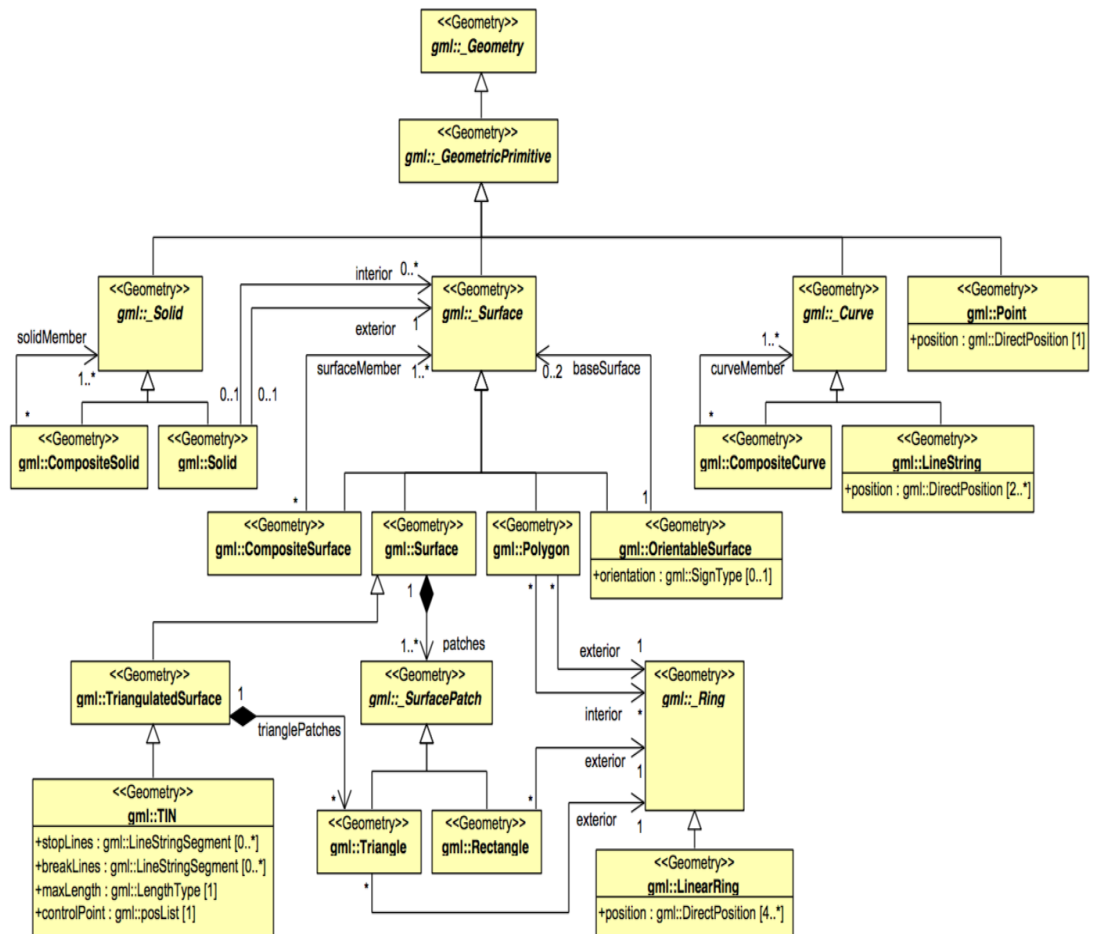 <<Geometry>>
gml::_Geometry
<<Geometry>>
gml::_GeometricPrimitive
<<Geometry>>
gml::_Solid
interior
0..*
exterior
1
<<Geometry>>
gml::_Surface
<<Geometry>>
gml::_Curve
<<Geometry>>
gml::Point
+position : gml::DirectPosition [1]
solidMember
1..*
*
0..1
0..1
surfaceMember
1..*
0..2
baseSurface
1..*
curveMember
*
<<Geometry>>
gml::CompositeSolid
<<Geometry>>
gml::Solid
<<Geometry>>
gml::CompositeCurve
<<Geometry>>
gml::LineString
+position : gml::DirectPosition [2..*]
*
1
<<Geometry>>
gml::CompositeSurface
<<Geometry>>
gml::Surface
<<Geometry>>
gml::Polygon
<<Geometry>>
gml::OrientableSurface
+orientation : gml::SignType [0..1]
1
*
*
1..*
patches
exterior
1
<<Geometry>>
gml::TriangulatedSurface
1
trianglePatches
*
<<Geometry>>
gml::_SurfacePatch
interior
*
<<Geometry>>
gml::_Ring
exterior
1
*
exterior
1
<<Geometry>>
gml::TIN
+stopLines : gml::LineStringSegment [0..*]
+breakLines : gml::LineStringSegment [0..*]
+maxLength : gml::LengthType [1]
+controlPoint : gml::posList [1]
<<Geometry>>
gml::Triangle
*
<<Geometry>>
gml::Rectangle
<<Geometry>>
gml::LinearRing
+position : gml::DirectPosition [4..*]